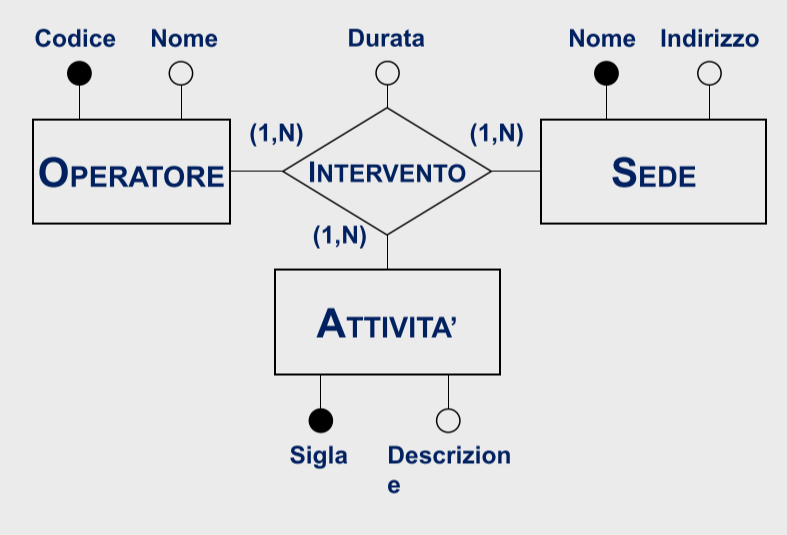 Codice Nome Durata Nome Indirizzo
(1,N) (1,N)
OPERATORE INTERVENTO SEDE
(1,N)
ATTIVITA’
Sigla Descrizion
e